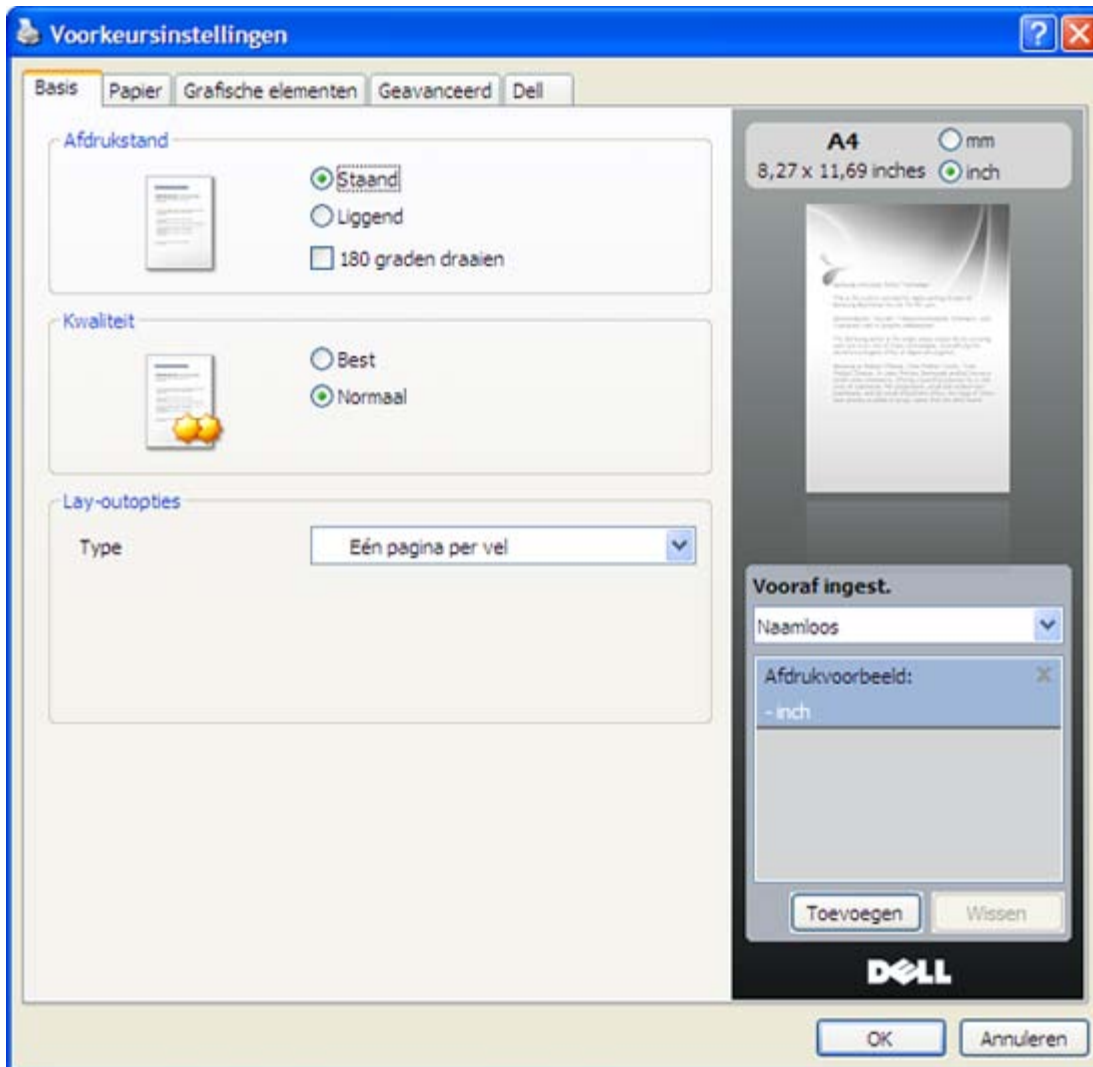 Voorkeursinstellingen
Basis Papier Grafische elementen Geavanceerd Dell
Afdrukstand
Staand
Liggend
180 graden draaien
Kwaliteit
Best
Normaal
Lay-outopties
Type Eén pagina per vel
A4 mm
8,27 x 11,69 inches inch
Vooraf ingest.
Naamloos
Afdrukvoorbeeld:
- inch
Toevoegen Wissen
DELL
OK Annuleren